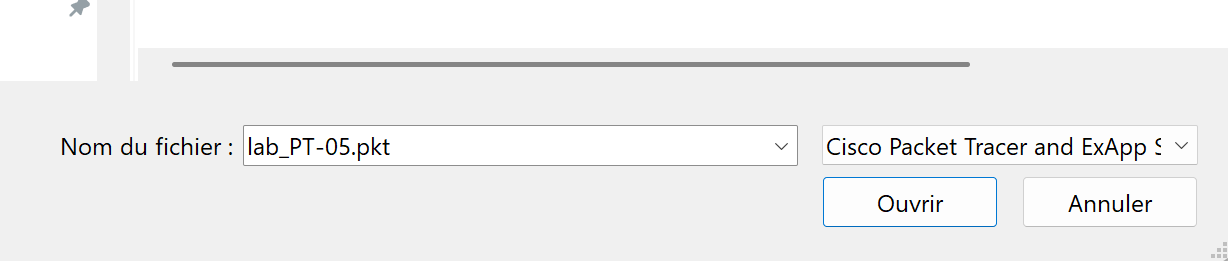 Nom du fichier : lab_PT-05.pkt Cisco Packet Tracer and ExApp S
Ouvrir Annuler